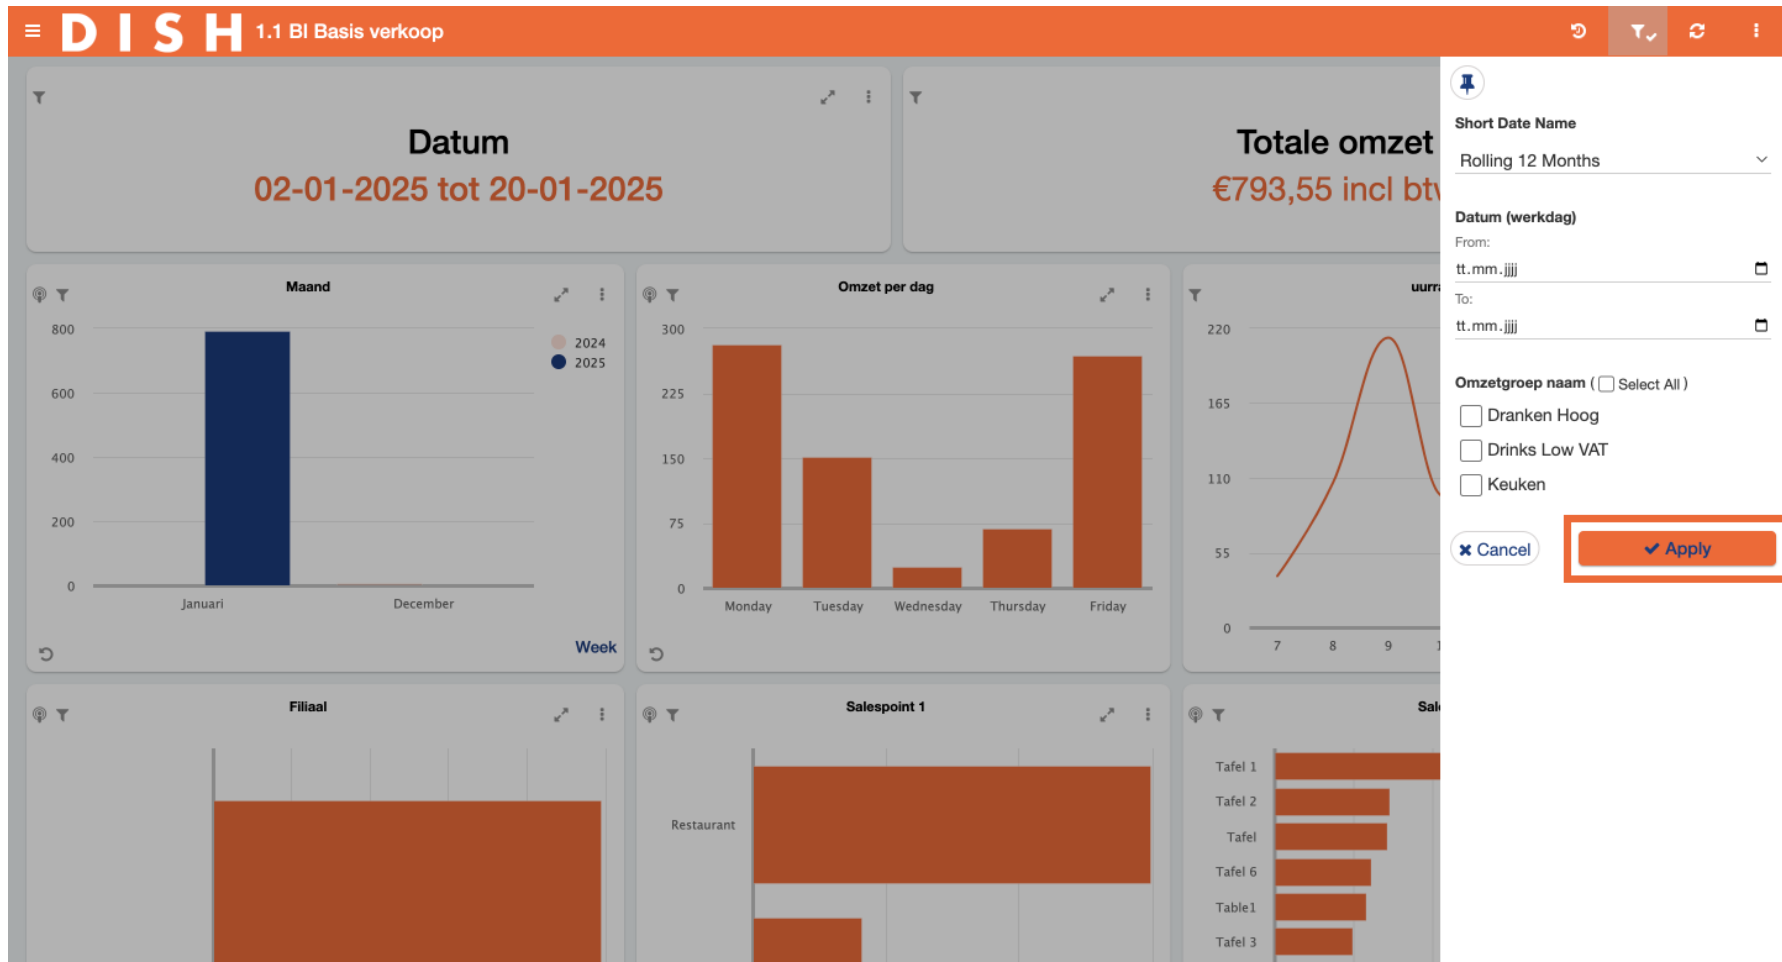 DISH 1.1 BI Basis verkoop
Datum
02-01-2025 tot 20-01-2025
Totale omzet
€793,55 incl btw
Maand
800
600
400
200
0
Januari
December
2024
2025
Week
Omzet per dag
300
225
150
75
0
Monday
Tuesday
Wednesday
Thursday
Friday
uurra
220
165
110
55
0
7
8
9
Filiaal
Salespoint 1
Restaurant
Sale
Tafel 1
Tafel 2
Tafel
Tafel 6
Table1
Tafel 3
Short Date Name
Rolling 12 Months
Datum (werkdag)
From:
tt.mm.jjjj
To:
tt.mm.jjjj
Omzetgroep naam ( Select All )
Dranken Hoog
Drinks Low VAT
Keuken
Cancel
Apply